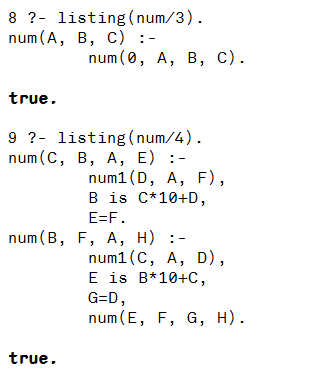 8 ?- listing(num/3).
num(A, B, C) :-
        num(0, A, B, C).
true.
9 ?- listing(num/4).
num(C, B, A, E) :-
        num1(D, A, F),
        B is C*10+D,
        E=F.
num(B, F, A, H) :-
        num1(C, A, D),
        E is B*10+C,
        G=D,
        num(E, F, G, H).
true.